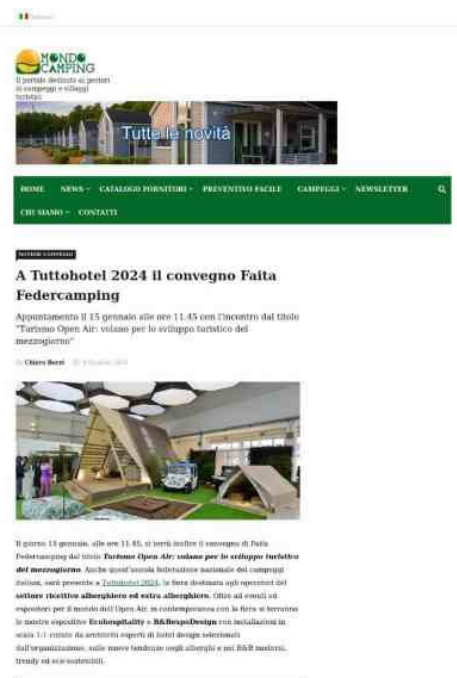 Italiano
MONDO
CAMPING
Il portale dedicato ai gestori
di campeggi e villaggi
turistici
Tutte le novità
HOME NEWS CATALOGO FORNITORI PREVENTIVO FACILE CAMPEGGI NEWSLETTER
CHI SIAMO CONTATTI
A Tuttohotel 2024 il convegno Faita
Federcamping
Appuntamento il 15 gennaio alle ore 11.45 con l'incontro dal titolo
"Turismo Open Air: volano per lo sviluppo turistico del
mezzogiorno"
Chiara Borzi
Il giorno 15 gennaio, alle ore 11.45, si terrà inoltre il convegno di Faita
Federcamping dal titolo Turismo Open Air: volano per lo sviluppo turistico
del mezzogiorno. Anche quest'anno la federazione nazionale dei campeggi
italiani, sarà presente a Tuttohotel 2024, la fiera destinata agli operatori del
settore ricettivo alberghiero ed extra alberghiero. Oltre ad eventi ed
espositori per il mondo dell'Open Air, in contemporanea con la fiera si terranno
le mostre espositive Ecohospitality e B&BexpoDesign con installazioni in
scala 1:1 curate da architetti esperti di hotel design selezionati
dall'organizzazione, sulle nuove tendenze negli alberghi e nei B&B moderni,
trendy ed eco-sostenibili.